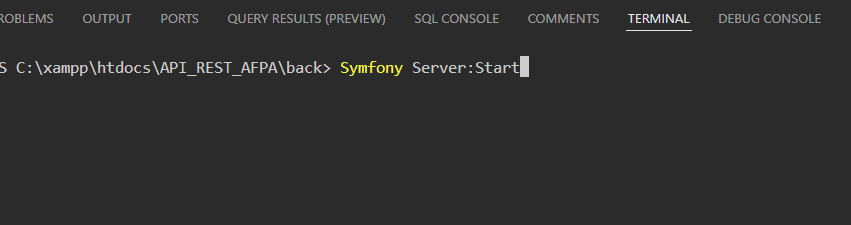 ROBLEMS OUTPUT PORTS QUERY RESULTS (PREVIEW) SQL CONSOLE COMMENTS TERMINAL DEBUG CONSOLE
S C:\xampp\htdocs\API_REST_AFPA\back> Symfony Server:Start